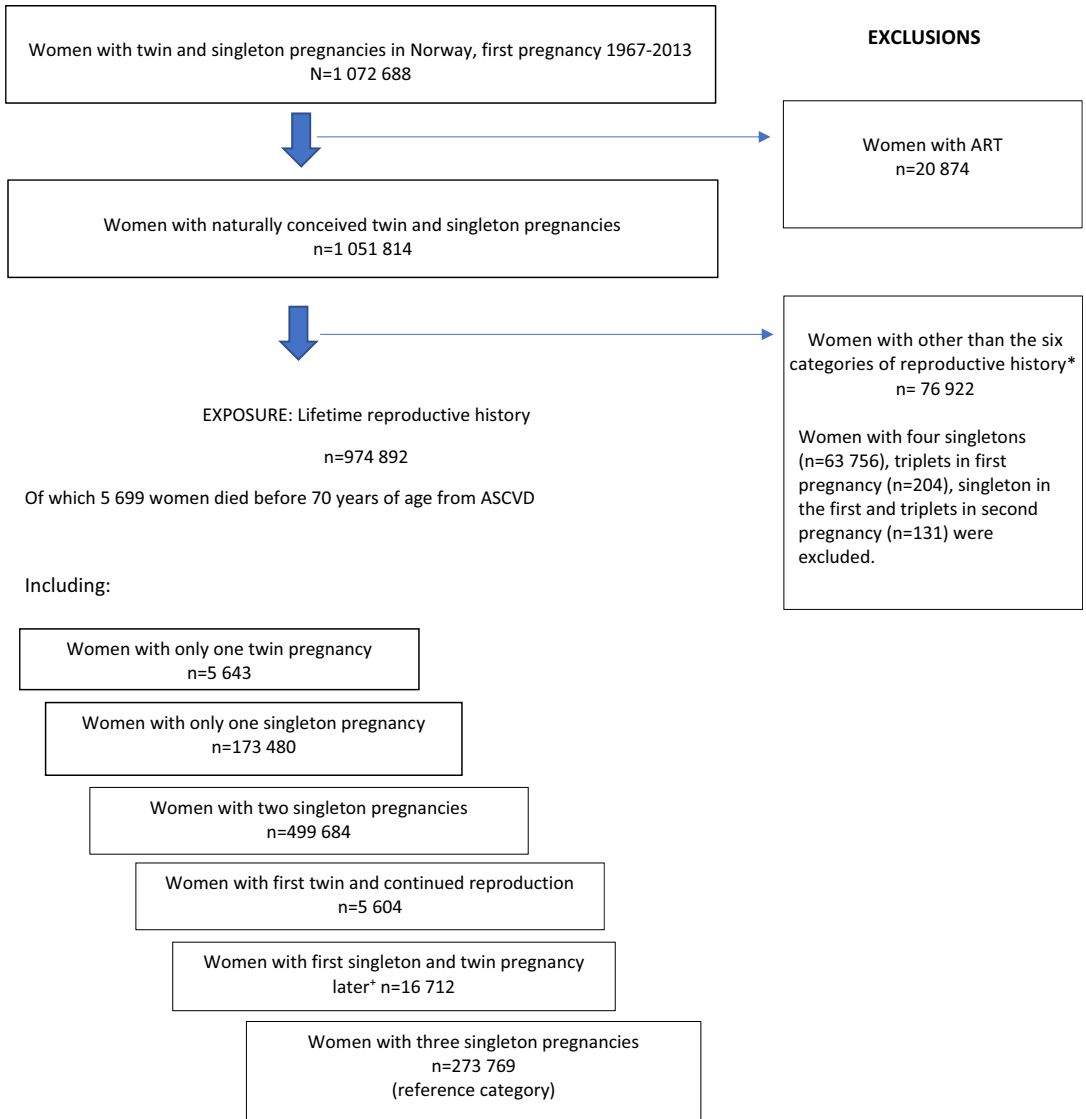 Women with twin and singleton pregnancies in Norway, first pregnancy 1967-2013
N=1 072 688
EXCLUSIONS
Women with ART
n=20 874
Women with naturally conceived twin and singleton pregnancies
n=1 051 814
Women with other than the six
categories of reproductive history*
n= 76 922
Women with four singletons
(n=63 756), triplets in first
pregnancy (n=204), singleton in
the first and triplets in second
pregnancy (n=131) were
excluded.
EXPOSURE: Lifetime reproductive history
n=974 892
Of which 5 699 women died before 70 years of age from ASCVD
Including:
Women with only one twin pregnancy
n=5 643
Women with only one singleton pregnancy
n=173 480
Women with two singleton pregnancies
n=499 684
Women with first twin and continued reproduction
n=5 604
Women with first singleton and twin pregnancy
later⁺ n=16 712
Women with three singleton pregnancies
n=273 769
(reference category)